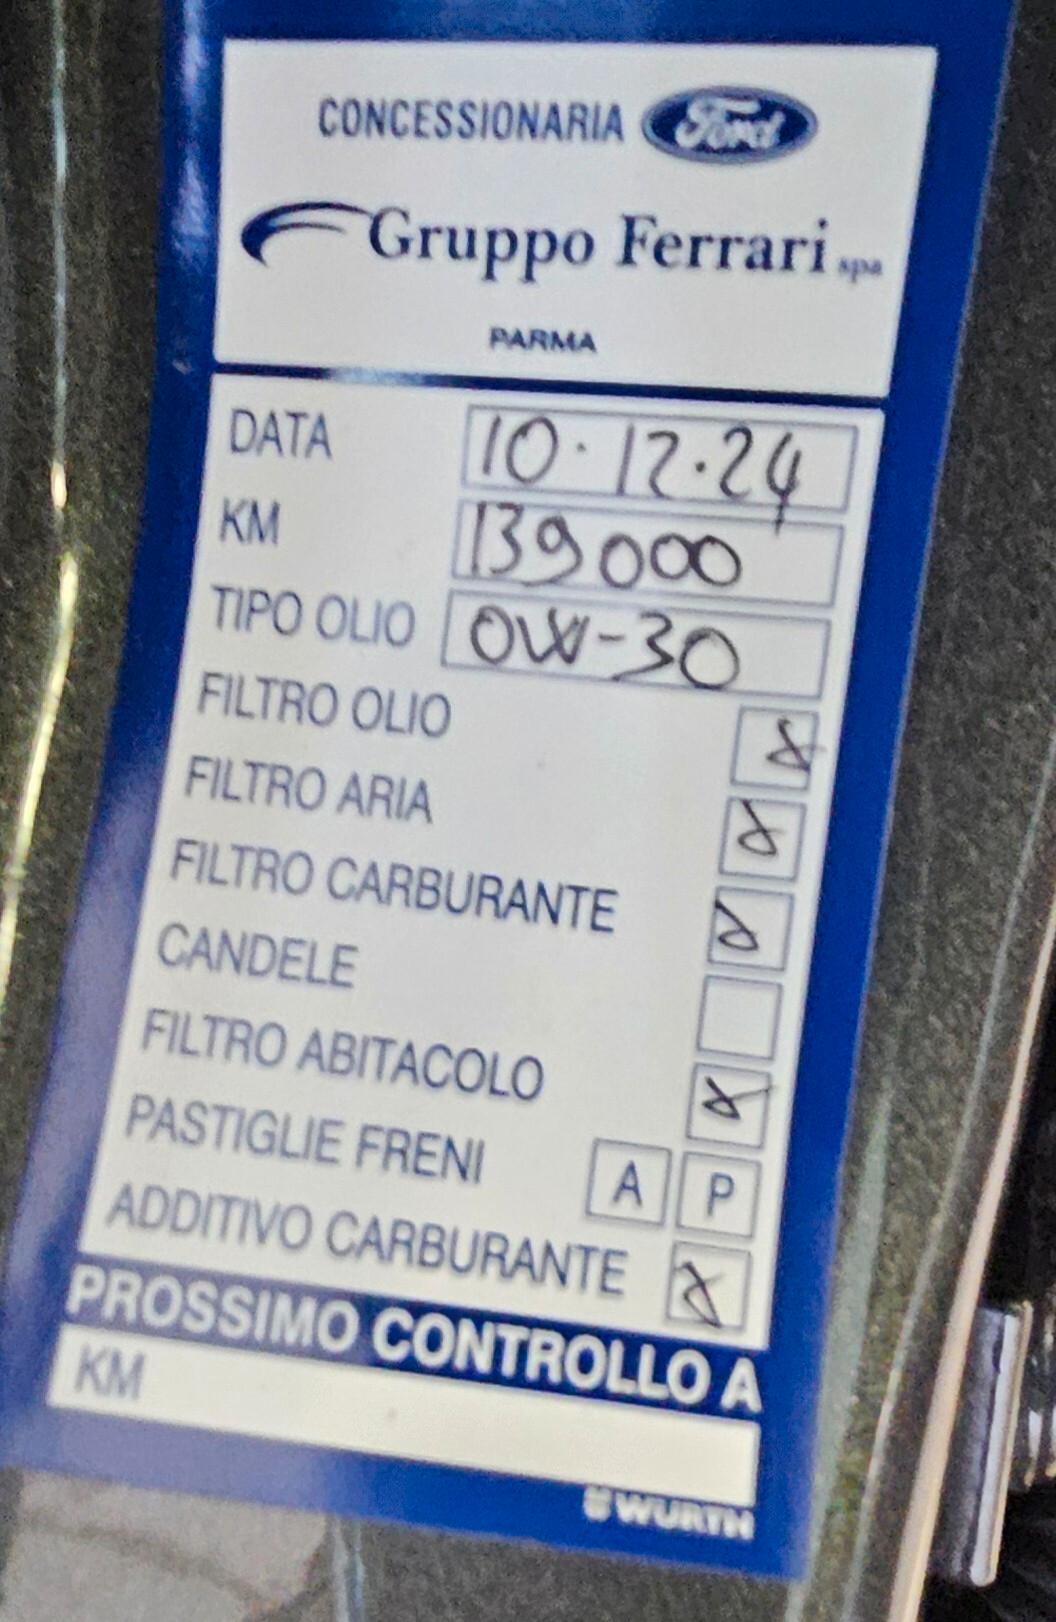 CONCESSIONARIA Ford
Gruppo Ferrari spa
PARMA
DATA 10·12·24
KM 139000
TIPO OLIO 0W-30
FILTRO OLIO X
FILTRO ARIA X
FILTRO CARBURANTE X
CANDELE
FILTRO ABITACOLO X
PASTIGLIE FRENI A P
ADDITIVO CARBURANTE X
PROSSIMO CONTROLLO A
KM
WURTH